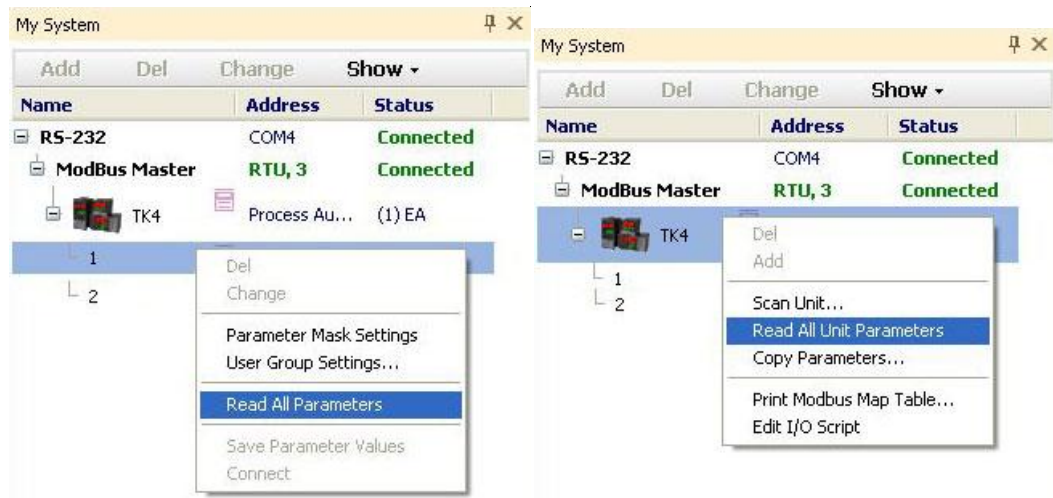 My System
Add Del Change Show
Name Address Status
RS-232 COM4 Connected
ModBus Master RTU, 3 Connected
TK4 Process Au... (1) EA
1
2
Del
Change
Parameter Mask Settings
User Group Settings...
Read All Parameters
Save Parameter Values
Connect
My System
Add Del Change Show
Name Address Status
RS-232 COM4 Connected
ModBus Master RTU, 3 Connected
TK4
1
2
Del
Add
Scan Unit...
Read All Unit Parameters
Copy Parameters...
Print Modbus Map Table...
Edit I/O Script